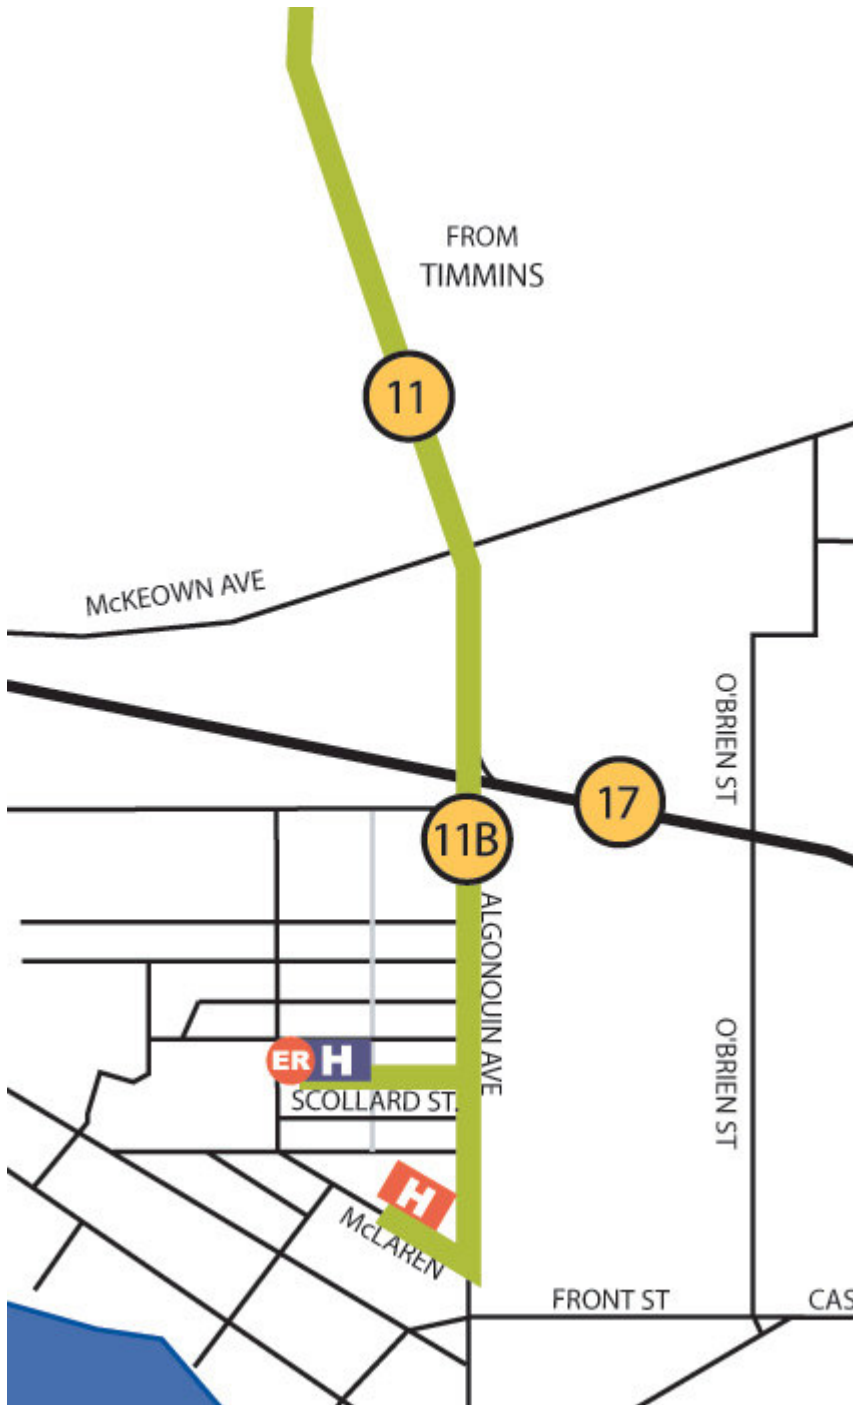 FROM
TIMMINS
11
McKEOWN AVE
O'BRIEN ST
17
11B
ALGONQUIN AVE
O'BRIEN ST
ER H
SCOLLARD ST.
H
McLAREN
FRONT ST
CAS